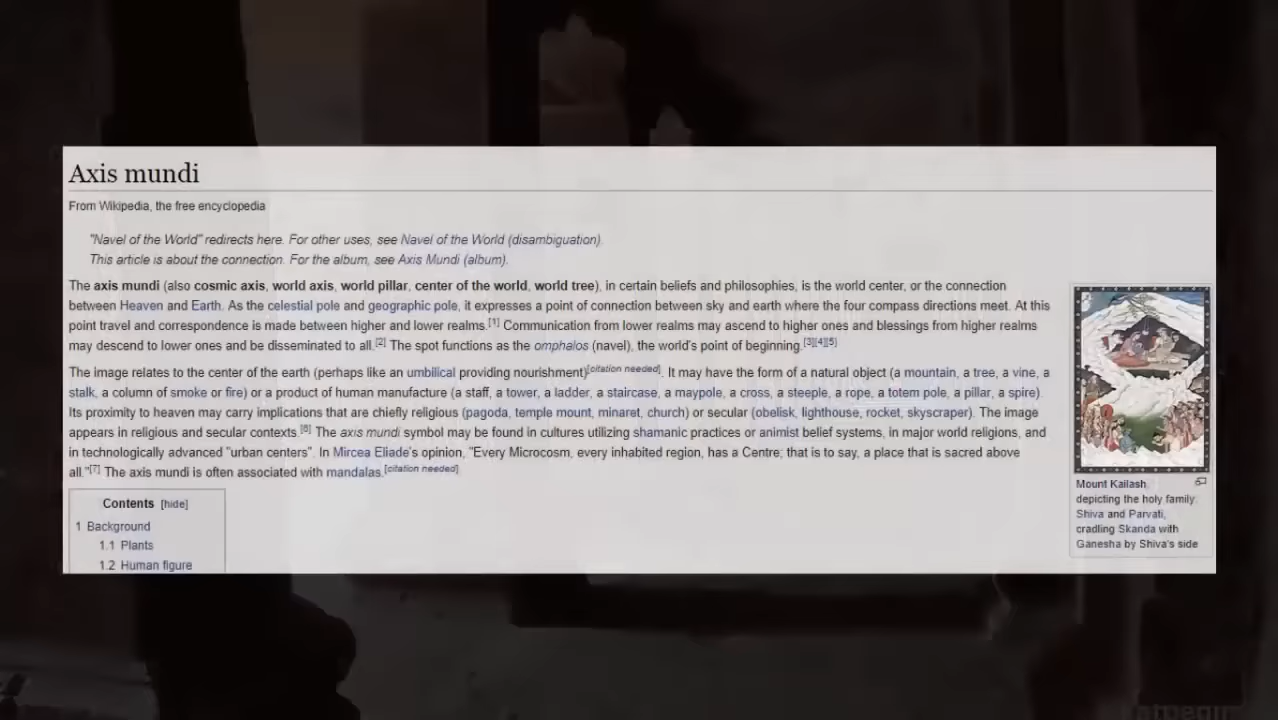 Axis mundi
From Wikipedia, the free encyclopedia
"Navel of the World" redirects here. For other uses, see Navel of the World (disambiguation).
This article is about the connection. For the album, see Axis Mundi (album).
The axis mundi (also cosmic axis, world axis, world pillar, center of the world, world tree), in certain beliefs and philosophies, is the world center, or the connection
between Heaven and Earth. As the celestial pole and geographic pole, it expresses a point of connection between sky and earth where the four compass directions meet. At this
point travel and correspondence is made between higher and lower realms.[1] Communication from lower realms may ascend to higher ones and blessings from higher realms
may descend to lower ones and be disseminated to all.[2] The spot functions as the omphalos (navel), the world's point of beginning.[3][4][5]
The image relates to the center of the earth (perhaps like an umbilical providing nourishment)[citation needed]. It may have the form of a natural object (a mountain, a tree, a vine, a
stalk, a column of smoke or fire) or a product of human manufacture (a staff, a tower, a ladder, a staircase, a maypole, a cross, a steeple, a rope, a totem pole, a pillar, a spire).
Its proximity to heaven may carry implications that are chiefly religious (pagoda, temple mount, minaret, church) or secular (obelisk, lighthouse, rocket, skyscraper). The image
appears in religious and secular contexts.[6] The axis mundi symbol may be found in cultures utilizing shamanic practices or animist belief systems, in major world religions, and
in technologically advanced "urban centers". In Mircea Eliade's opinion, "Every Microcosm, every inhabited region, has a Centre; that is to say, a place that is sacred above
all."[7] The axis mundi is often associated with mandalas.[citation needed]
Contents [hide]
1 Background
1.1 Plants
1.2 Human figure
Mount Kailash,
depicting the holy family:
Shiva and Parvati,
cradling Skanda with
Ganesha by Shiva's side